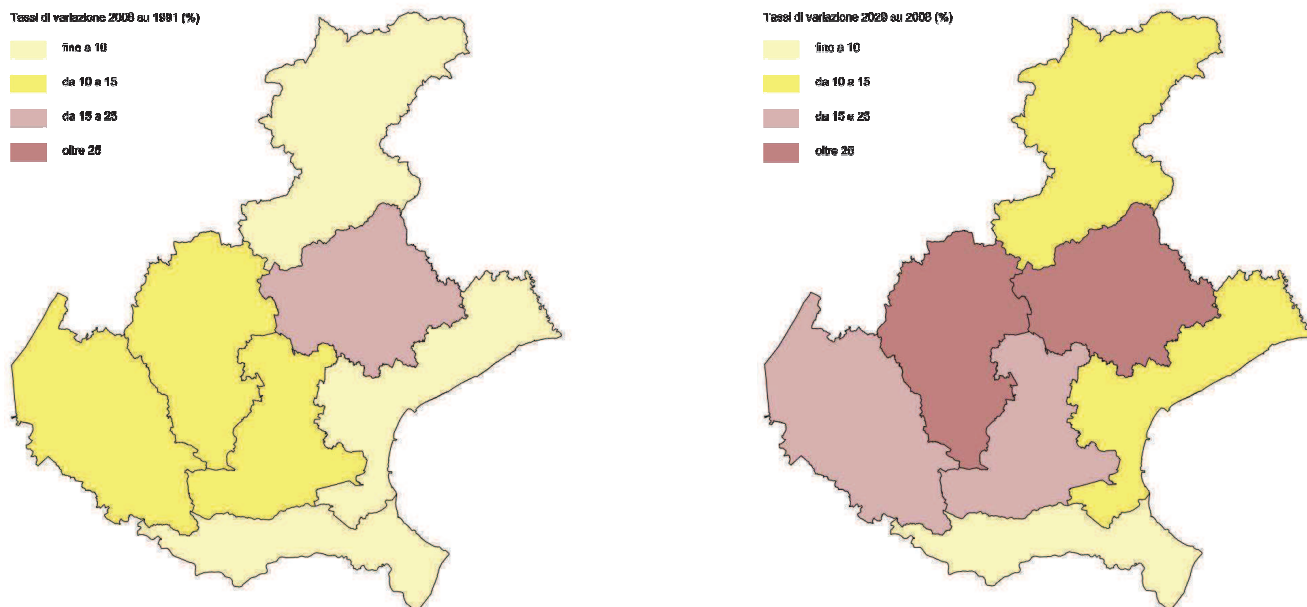 Tassi di variazione 2008 su 1991 (%)
fino a 10
da 10 a 15
da 15 a 25
oltre 25
Tassi di variazione 2029 su 2008 (%)
fino a 10
da 10 a 15
da 15 a 25
oltre 25